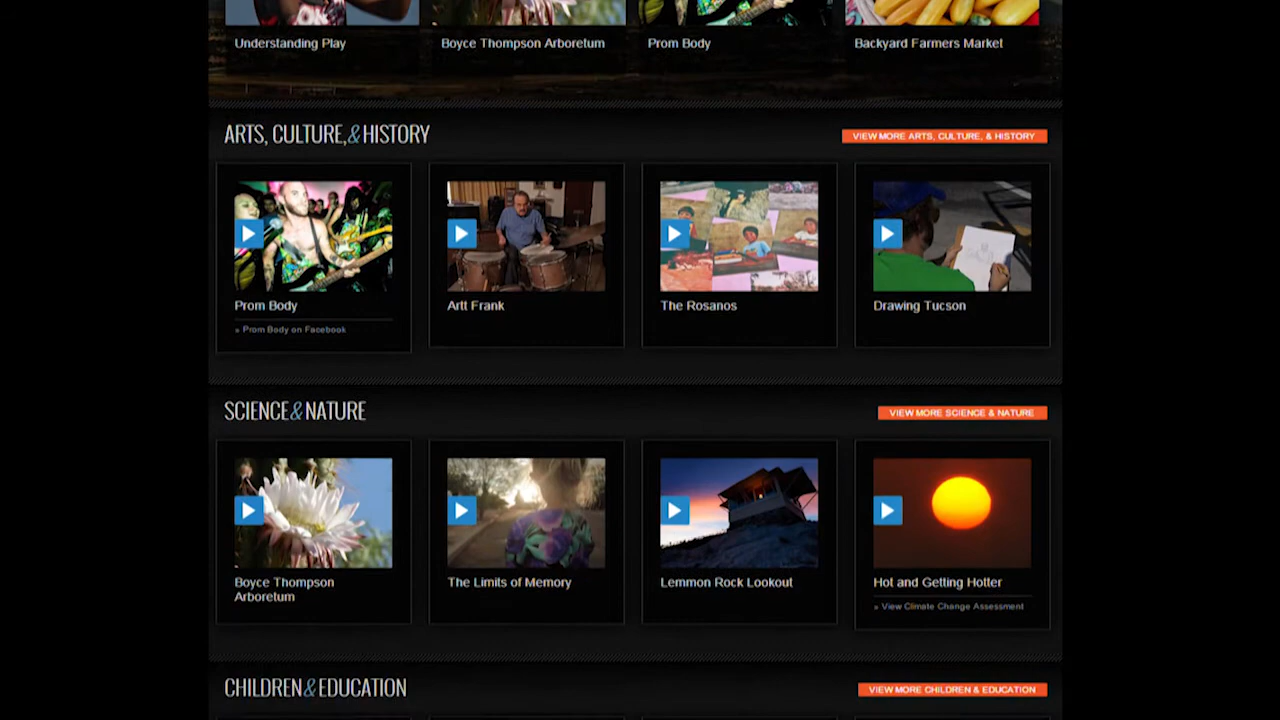 Understanding Play
Boyce Thompson Arboretum
Prom Body
Backyard Farmers Market
ARTS, CULTURE,& HISTORY
VIEW MORE ARTS, CULTURE, & HISTORY
Prom Body
» Prom Body on Facebook
Artt Frank
The Rosanos
Drawing Tucson
SCIENCE&NATURE
VIEW MORE SCIENCE & NATURE
Boyce Thompson
Arboretum
The Limits of Memory
Lemmon Rock Lookout
Hot and Getting Hotter
» View Climate Change Assessment
CHILDREN&EDUCATION
VIEW MORE CHILDREN & EDUCATION